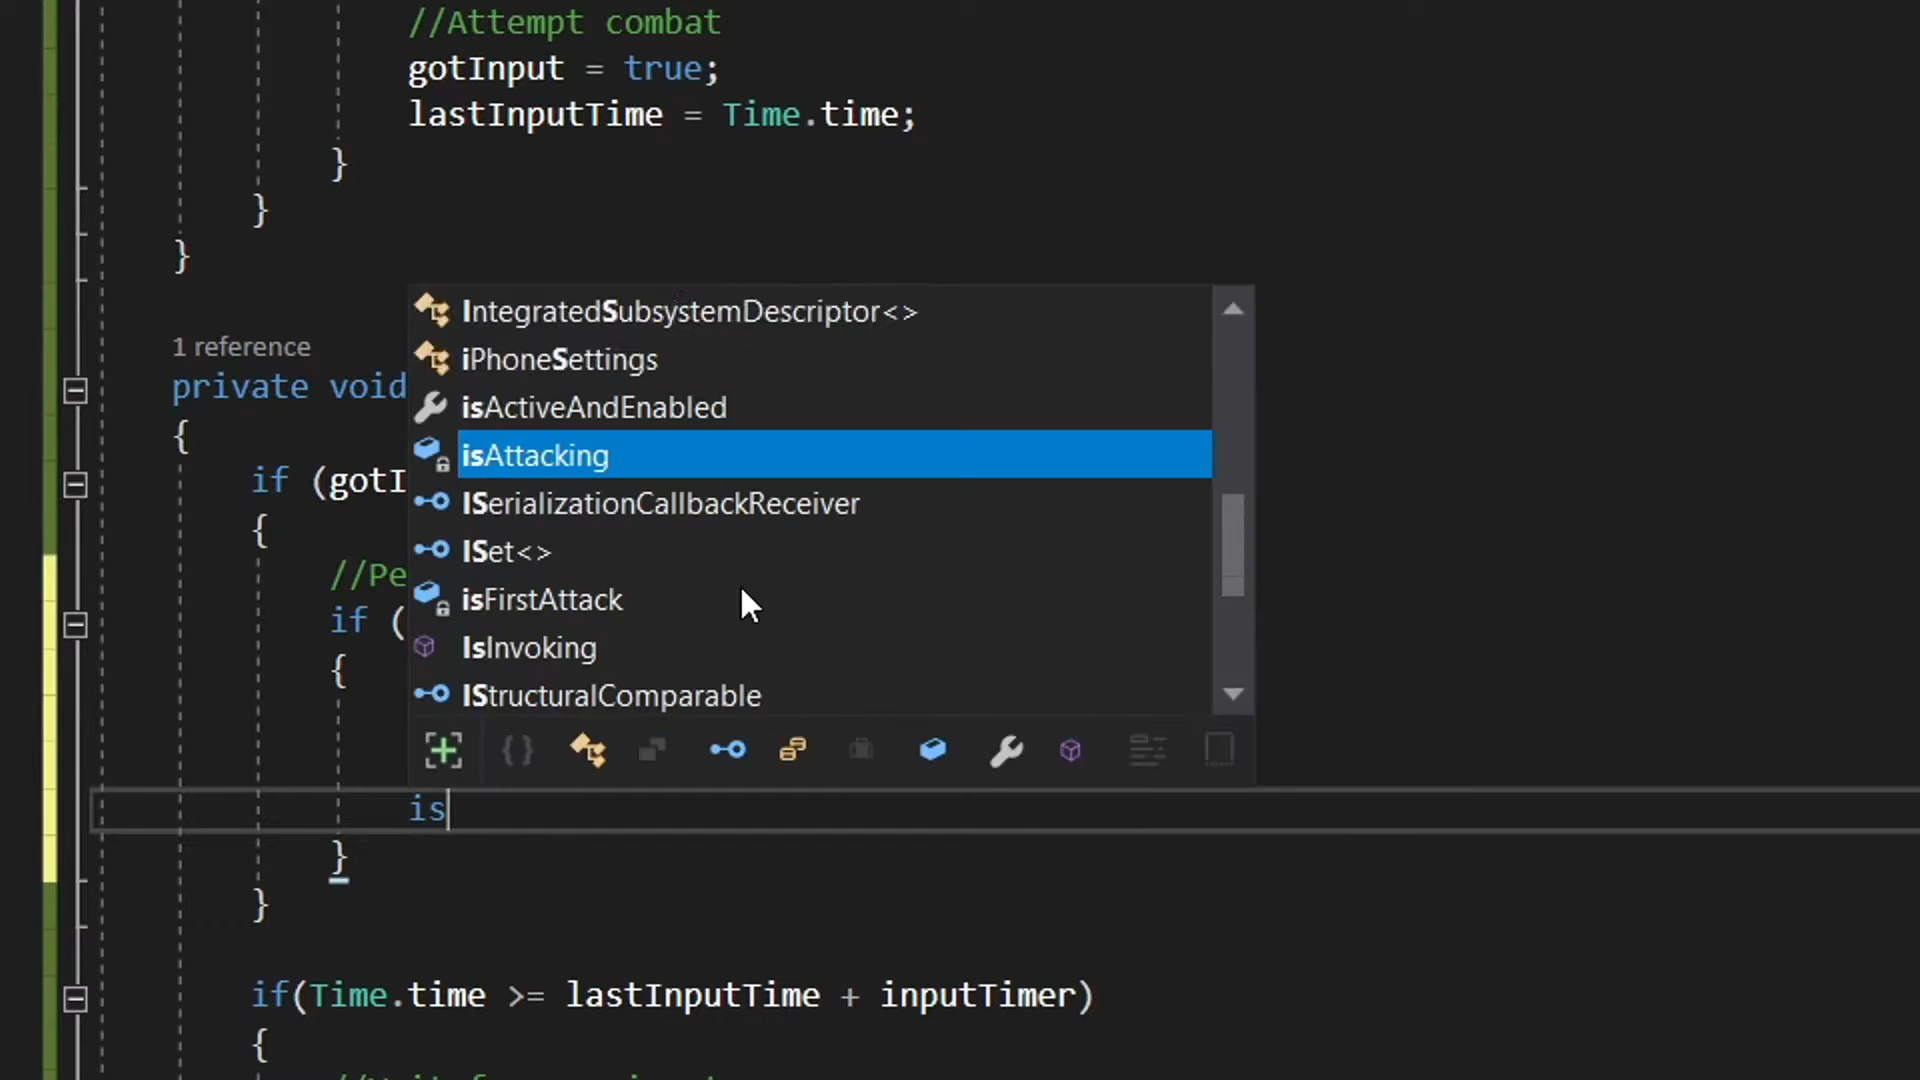 //Attempt combat
gotInput = true;
lastInputTime = Time.time;
}
}
}
1 reference
private void
{
if (gotI
{
//Pe
if (
{
IntegratedSubsystemDescriptor<>
iPhoneSettings
isActiveAndEnabled
isAttacking
ISerializationCallbackReceiver
ISet<>
isFirstAttack
IsInvoking
IStructuralComparable
is
}
}
if(Time.time >= lastInputTime + inputTimer)
{